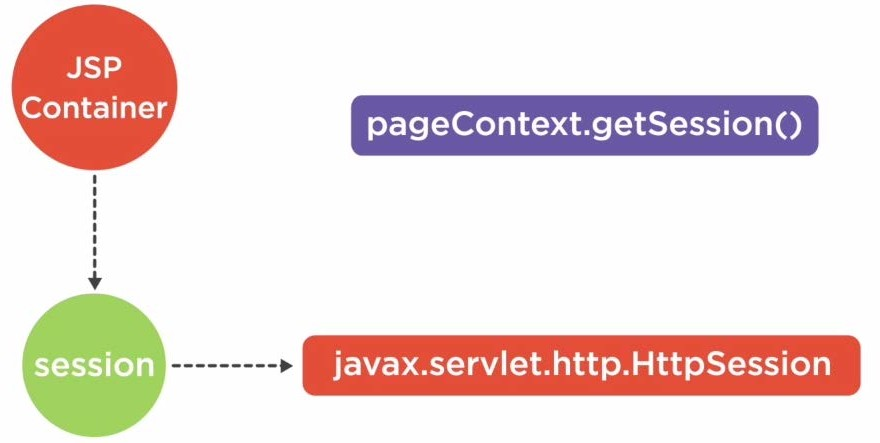 JSP
Container
pageContext.getSession()
session
javax.servlet.http.HttpSession